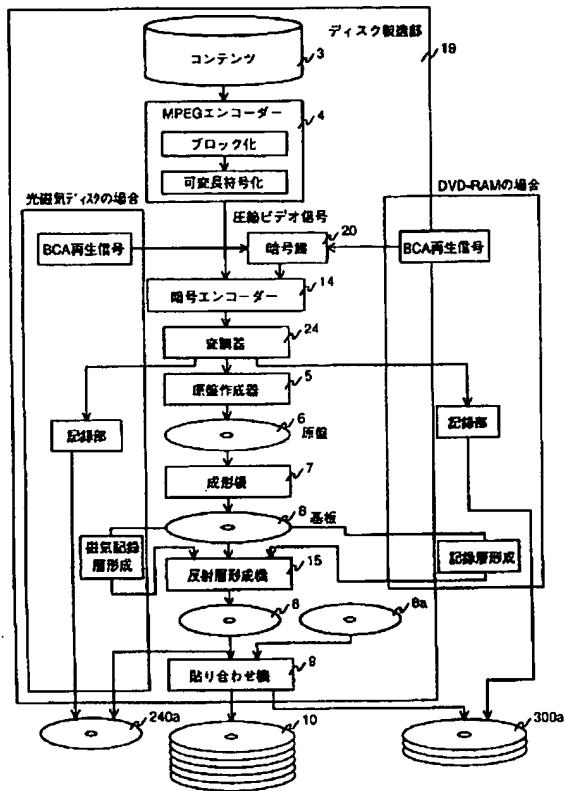 ディスク製造部
19
コンテンツ
3
MPEGエンコーダー
4
ブロック化
可変長符号化
光磁気ディスクの場合
DVD-RAMの場合
圧縮ビデオ信号
20
BCA再生信号
暗号鍵
BCA再生信号
14
暗号エンコーダー
24
変調器
5
原盤作成器
6
原盤
記録部
記録部
7
成形機
8
基板
磁気記録
層形成
記録層形成
15
反射層形成機
8
8a
9
貼り合わせ機
240a
10
300a